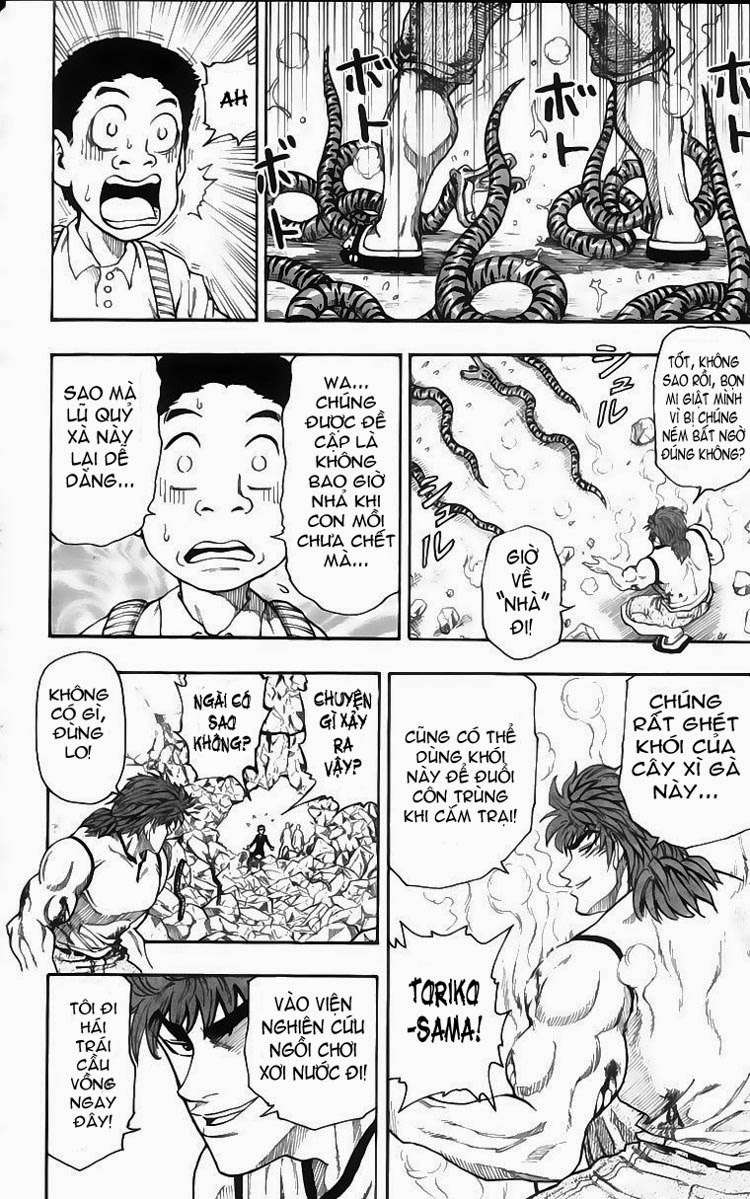 ボト
ボト
ボト
AH
TỐT, KHÔNG
SAO RỒI, BỌN
MI GIẬT MÌNH
VÌ BỊ CHÚNG
NÉM BẤT NGỜ
ĐÚNG KHÔNG?
GIỜ
VỀ
"NHÀ"
ĐI!
WA...
CHÚNG
ĐƯỢC ĐỀ
CẬP LÀ
KHÔNG
BAO GIỜ
NHẢ KHI
CON MỒI
CHƯA CHẾT
MÀ...
SAO MÀ
LŨ QUỶ
XÀ NÀY
LẠI DỄ
DÃNG...
CHÚNG
RẤT GHÉT
KHÓI CỦA
CÂY XÌ GÀ
NÀY...
CŨNG CÓ THỂ
DÙNG KHÓI
NÀY ĐỂ ĐUỔI
CÔN TRÙNG
KHI CẮM TRẠI!
TORIKO
-SAMA!
CHUYỆN
GÌ XẢY
RA
VẬY?
NGÀI CÓ
SAO
KHÔNG?
KHÔNG
CÓ GÌ,
ĐỪNG
LO!
VÀO VIỆN
NGHIÊN CỨU
NGỒI CHƠI
XƠI NƯỚC ĐI!
TÔI ĐI
HÁI
TRÁI
CẦU
VỒNG
NGAY
ĐÂY!